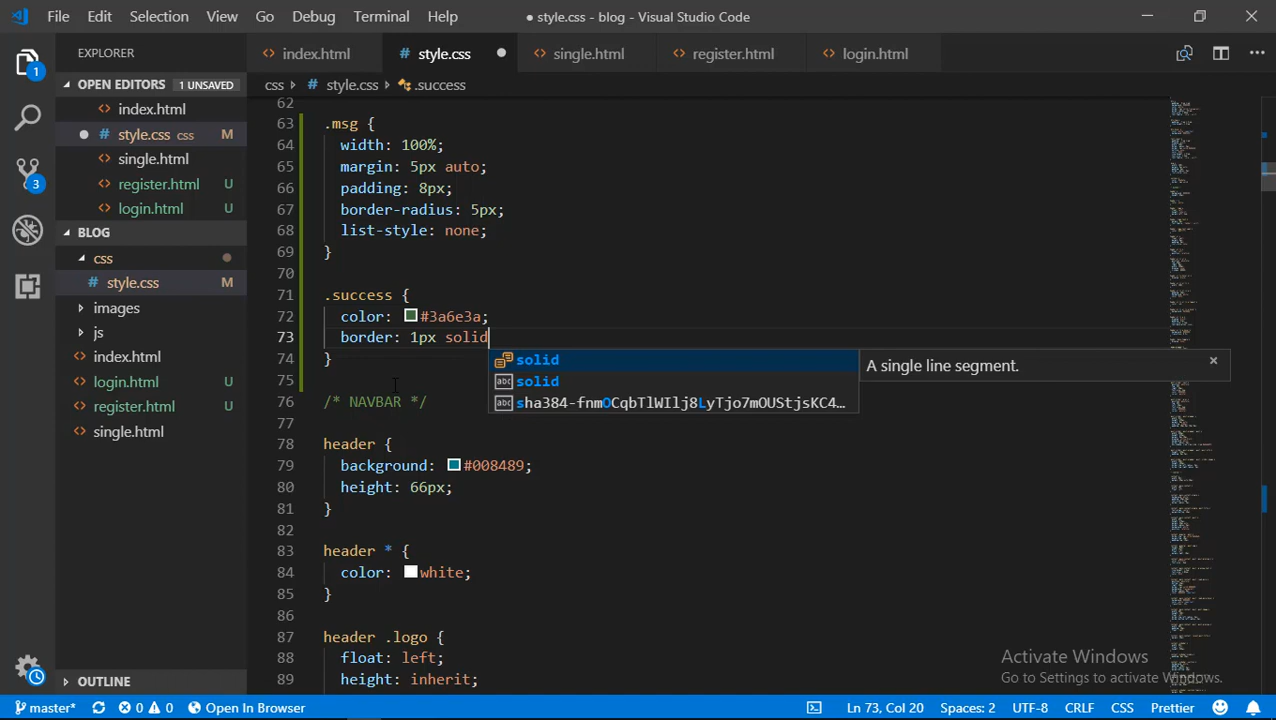 File Edit Selection View Go Debug Terminal Help
● style.css - blog - Visual Studio Code
EXPLORER
index.html
style.css
single.html
register.html
login.html
OPEN EDITORS 1 UNSAVED
index.html
style.css css M
single.html
register.html U
login.html U
BLOG
css
style.css M
images
js
index.html
login.html U
register.html U
single.html
OUTLINE
1
3
css > style.css > .success
62
63 .msg {
64 width: 100%;
65 margin: 5px auto;
66 padding: 8px;
67 border-radius: 5px;
68 list-style: none;
69 }
70
71 .success {
72 color: #3a6e3a;
73 border: 1px solid
74 }
75
76 /* NAVBAR */
77
78 header {
79 background: #008489;
80 height: 66px;
81 }
82
83 header * {
84 color: white;
85 }
86
87 header .logo {
88 float: left;
89 height: inherit;
solid
abc solid
abc sha384-fnmOCqbTlWIlj8LyTjo7mOUStjsKC4…
A single line segment.
Activate Windows
Go to Settings to activate Windows.
master* 0 0 Open In Browser
Ln 73, Col 20 Spaces: 2 UTF-8 CRLF CSS Prettier